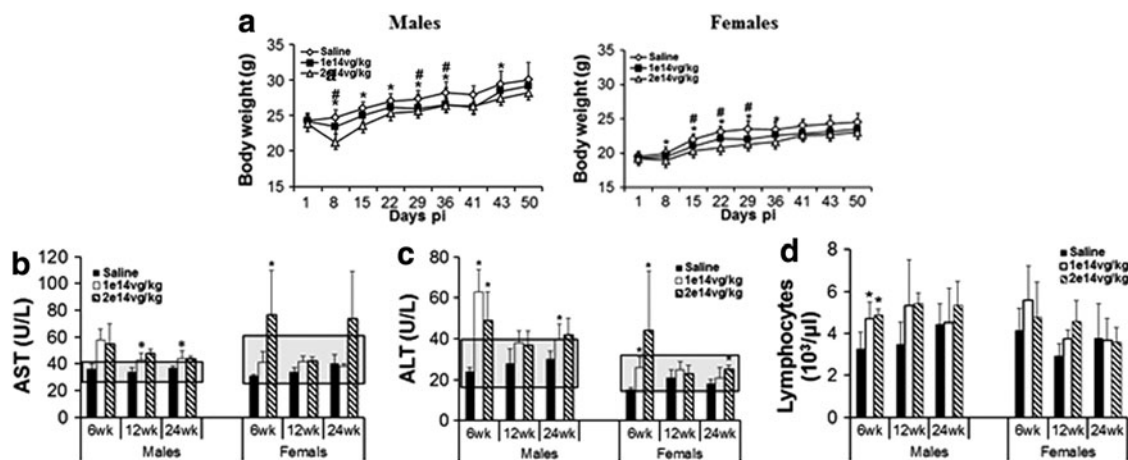 a
Males
Females
Body weight (g)
35
30
25
20
15
Saline
1e14vg/kg
2e14vg/kg
# * * * # * # * *
1 8 15 22 29 36 41 43 50
Days pi
Body weight (g)
35
30
25
20
15
Saline
1e14vg/kg
2e14vg/kg
* # * # * # *
1 8 15 22 29 36 41 43 50
Days pi
b
AST (U/L)
120
100
80
60
40
20
0
Saline
1e14vg/kg
2e14vg/kg
* * *
6wk 12wk 24wk 6wk 12wk 24wk
Males Femals
c
ALT (U/L)
80
60
40
20
0
Saline
1e14vg/kg
2e14vg/kg
* * * * *
6wk 12wk 24wk 6wk 12wk 24wk
Males Females
d
Lymphocytes
(10³/µl)
8
6
4
2
0
Saline
1e14vg/kg
2e14vg/kg
* *
6wk 12wk 24wk 6wk 12wk 24wk
Males Females